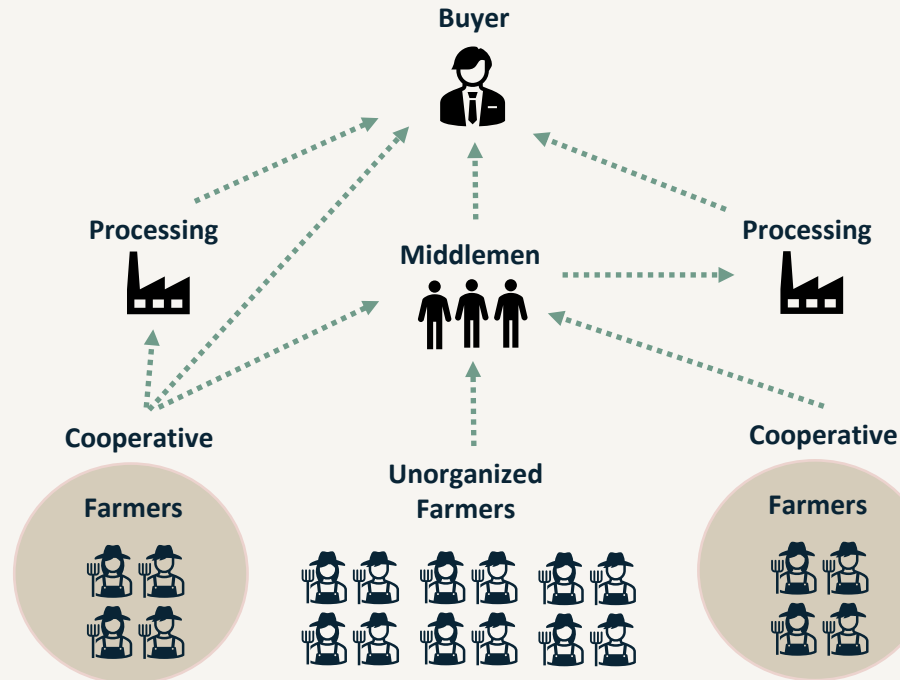 Buyer
Processing
Processing
Middlemen
Cooperative
Cooperative
Unorganized
Farmers
Farmers
Farmers